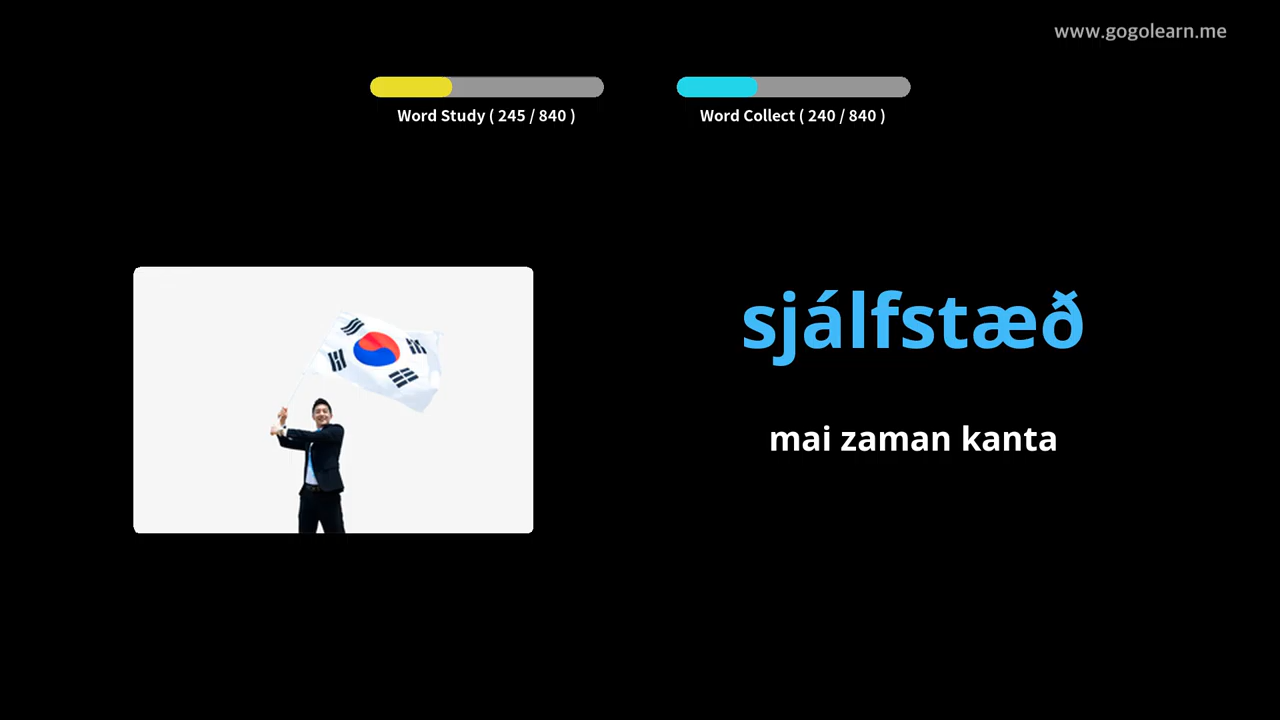 www.gogolearn.me
Word Study ( 245 / 840 )
Word Collect ( 240 / 840 )
sjálfstæð
mai zaman kanta